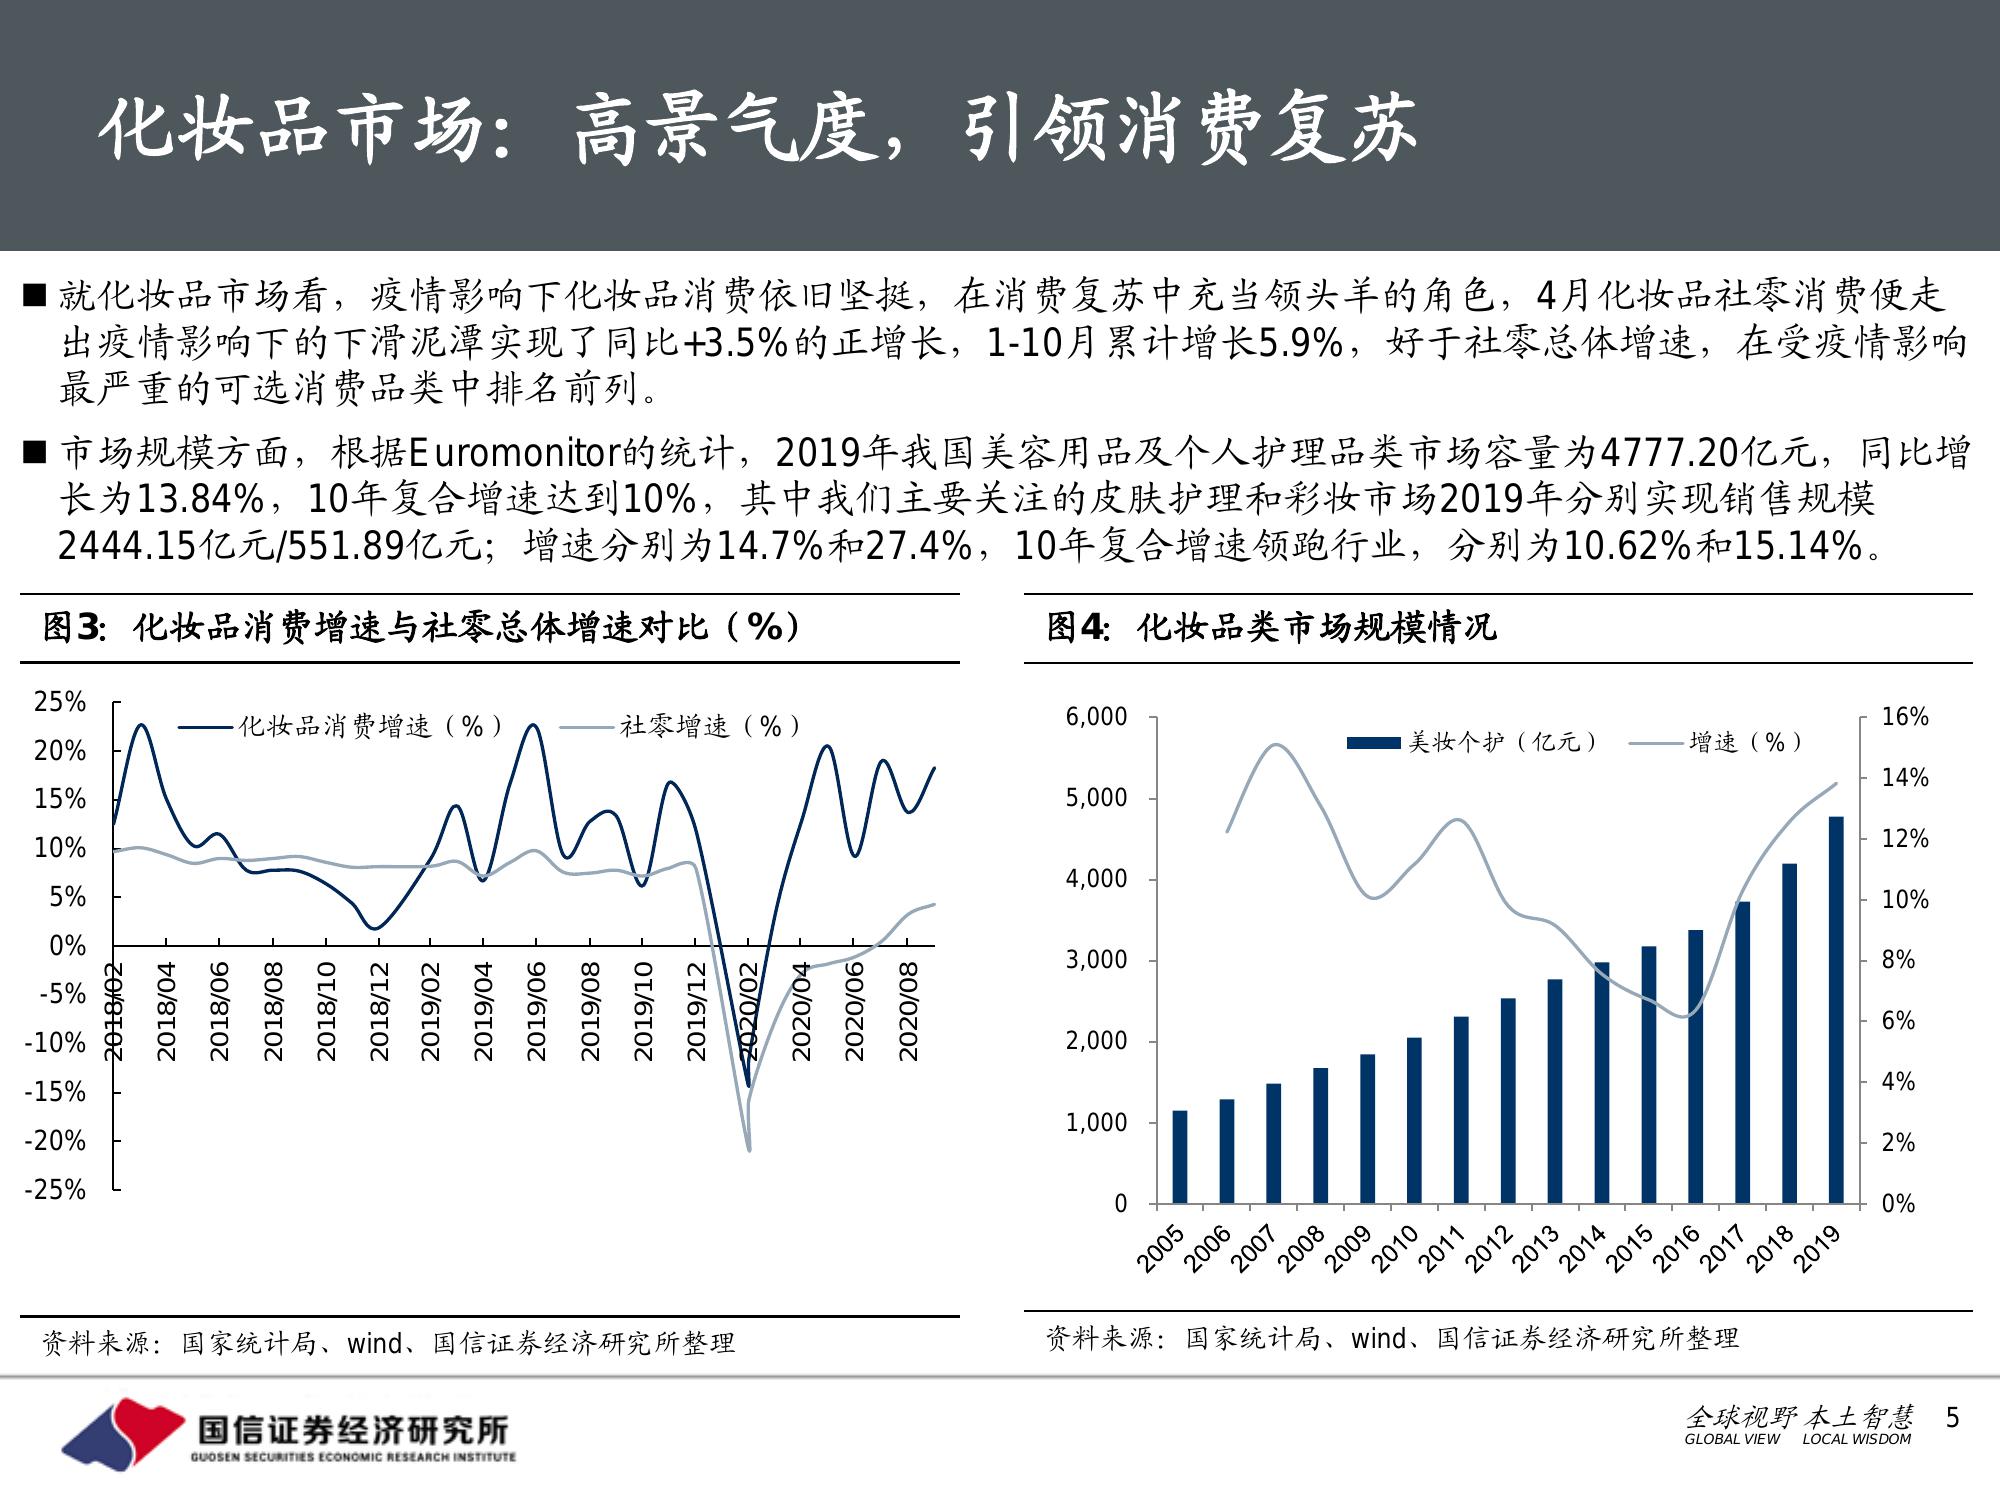 化妆品市场：高景气度，引领消费复苏
■就化妆品市场看，疫情影响下化妆品消费依旧坚挺，在消费复苏中充当领头羊的角色，4月化妆品社零消费便走
出疫情影响下的下滑泥潭实现了同比+3.5%的正增长，1-10月累计增长5.9%，好于社零总体增速，在受疫情影响
最严重的可选消费品类中排名前列。
■市场规模方面，根据Euromonitor的统计，2019年我国美容用品及个人护理品类市场容量为4777.20亿元，同比增
长为13.84%，10年复合增速达到10%，其中我们主要关注的皮肤护理和彩妆市场2019年分别实现销售规模
2444.15亿元/551.89亿元；增速分别为14.7%和27.4%，10年复合增速领跑行业，分别为10.62%和15.14%。
图3：化妆品消费增速与社零总体增速对比（%）
化妆品消费增速（%） 社零增速（%）
25%
20%
15%
10%
5%
0%
-5%
-10%
-15%
-20%
-25%
2018/02 2018/04 2018/06 2018/08 2018/10 2018/12 2019/02 2019/04 2019/06 2019/08 2019/10 2019/12 2020/02 2020/04 2020/06 2020/08
资料来源：国家统计局、wind、国信证券经济研究所整理
图4：化妆品类市场规模情况
美妆个护（亿元） 增速（%）
6,000
5,000
4,000
3,000
2,000
1,000
0
16%
14%
12%
10%
8%
6%
4%
2%
0%
2005 2006 2007 2008 2009 2010 2011 2012 2013 2014 2015 2016 2017 2018 2019
资料来源：国家统计局、wind、国信证券经济研究所整理
国信证券经济研究所
GUOSEN SECURITIES ECONOMIC RESEARCH INSTITUTE
全球视野 本土智慧
GLOBAL VIEW LOCAL WISDOM
5